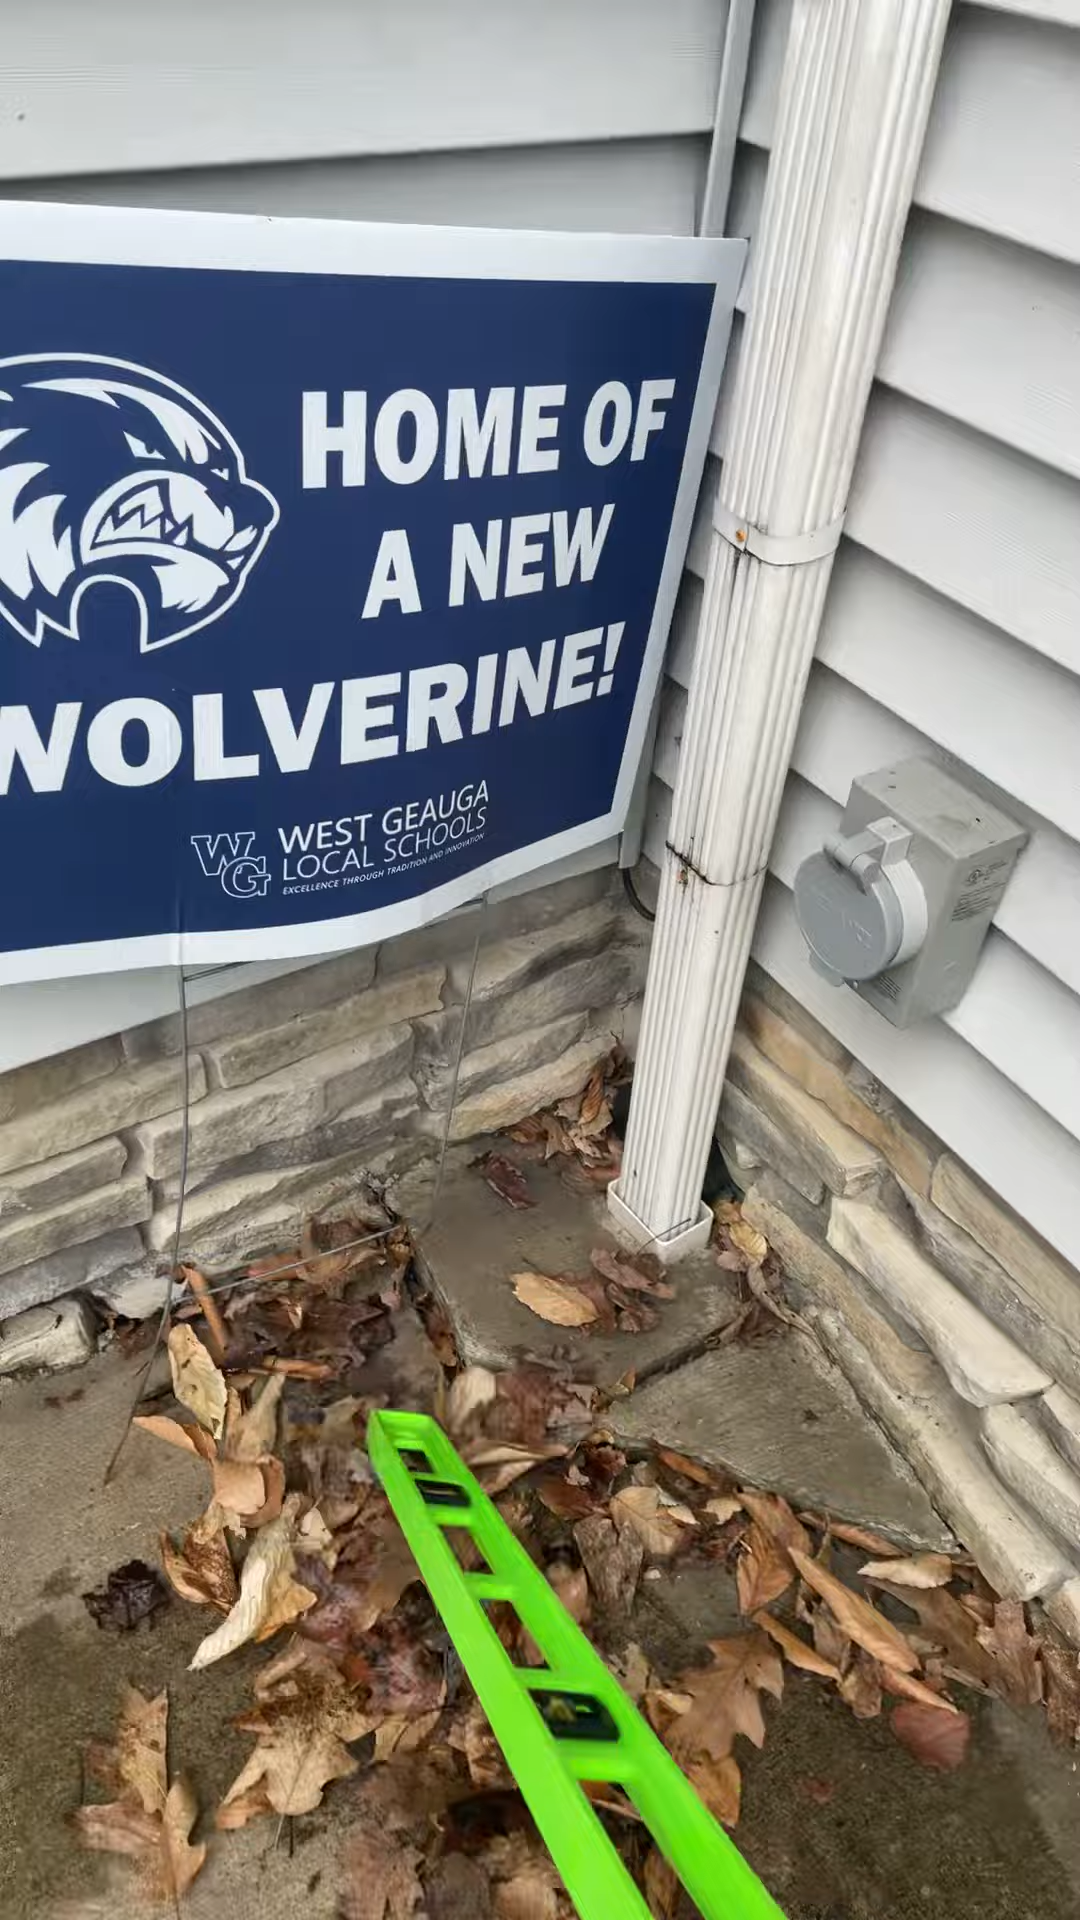 HOME OF
A NEW
WOLVERINE!
WG
WEST GEAUGA
LOCAL SCHOOLS
EXCELLENCE THROUGH TRADITION AND INNOVATION